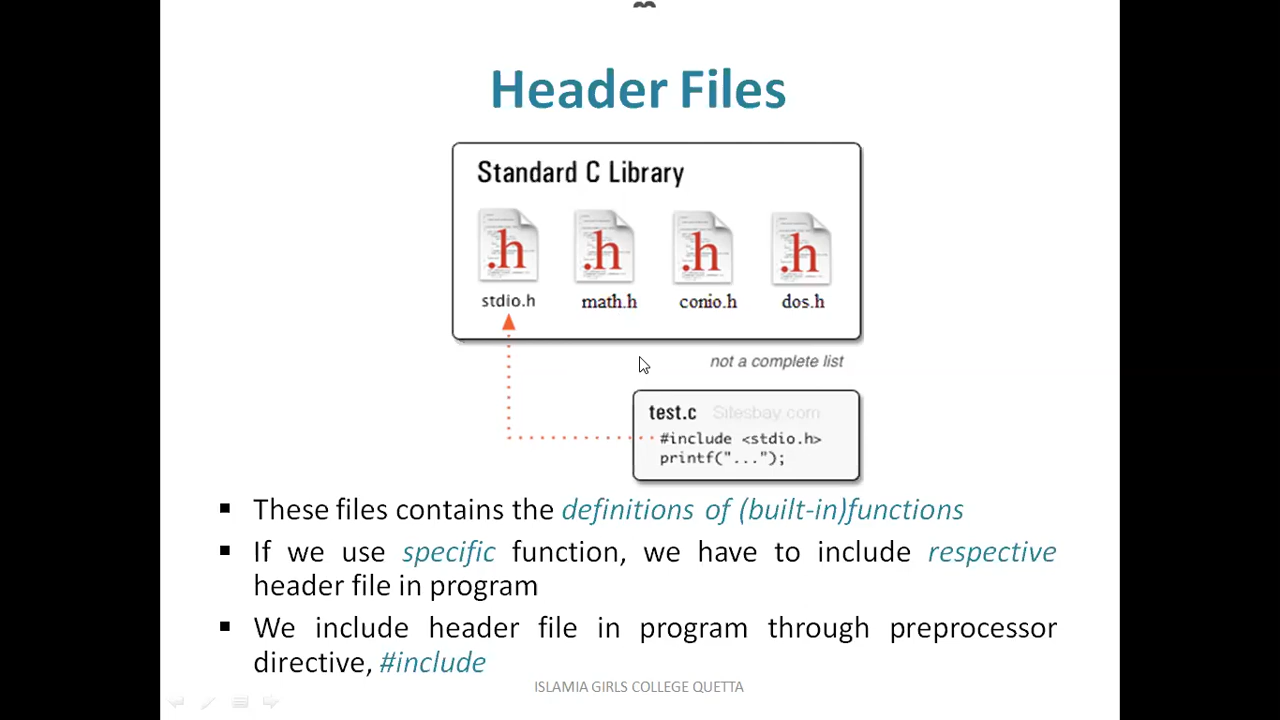 Header Files
Standard C Library
.h .h .h .h
stdio.h math.h conio.h dos.h
not a complete list
test.c Sitesbay.com
#include <stdio.h>
printf("...");
▪ These files contains the definitions of (built-in)functions
▪ If we use specific function, we have to include respective
header file in program
▪ We include header file in program through preprocessor
directive, #include
ISLAMIA GIRLS COLLEGE QUETTA